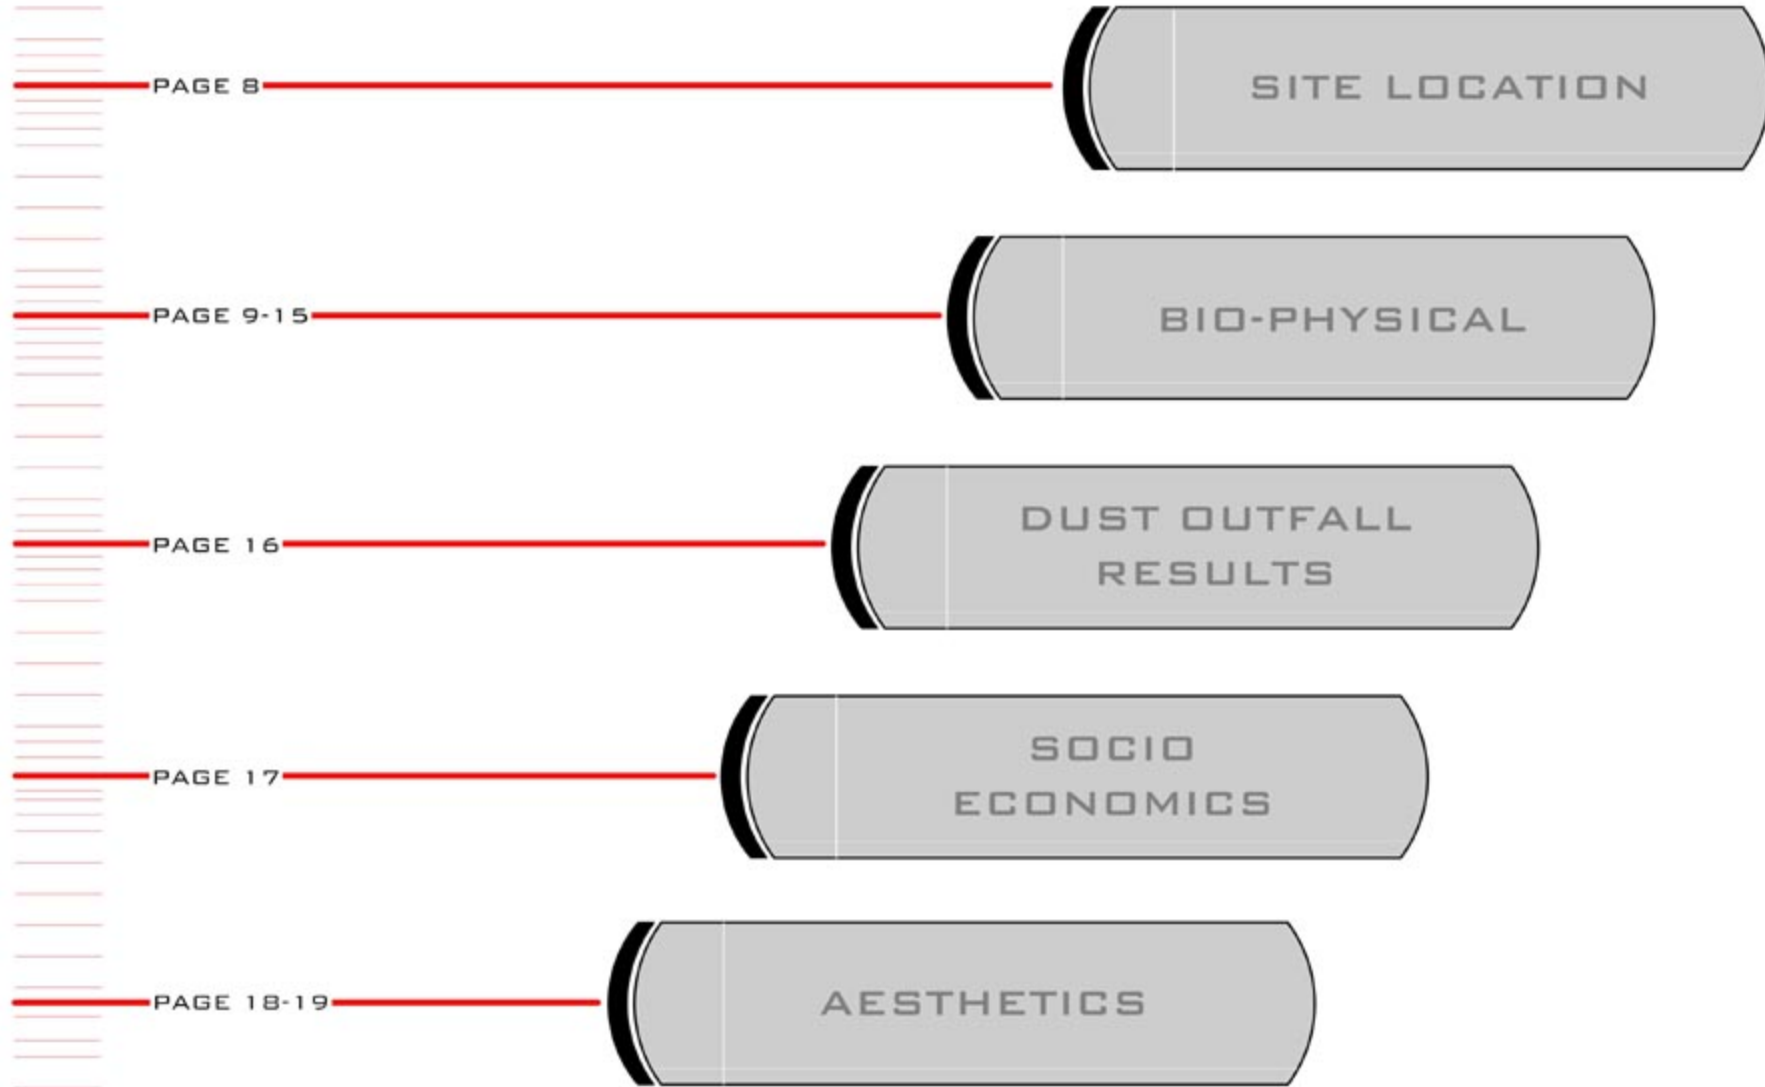 PAGE 8
SITE LOCATION
PAGE 9-15
BIO-PHYSICAL
PAGE 16
DUST OUTFALL
RESULTS
PAGE 17
SOCIO
ECONOMICS
PAGE 18-19
AESTHETICS